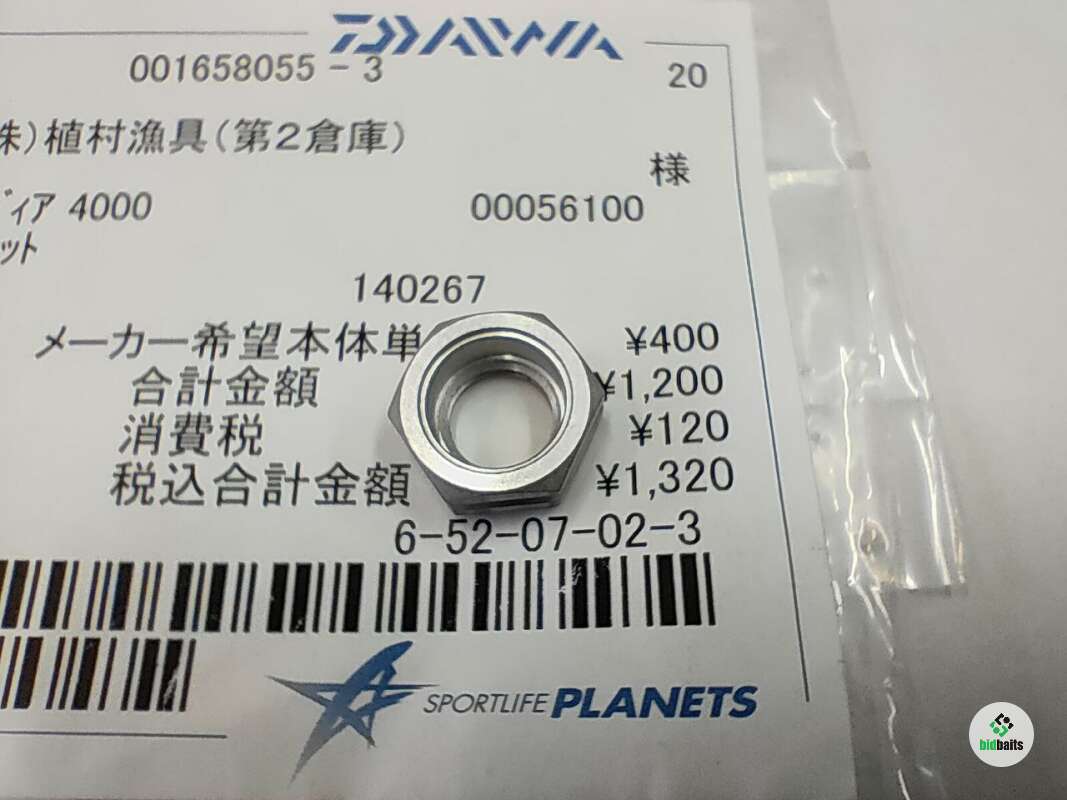 DAIWA
001658055-3 20
株)植村漁具(第2倉庫)
様
ディア 4000 00056100
ット
140267
メーカー希望本体単 ¥400
合計金額 ¥1,200
消費税 ¥120
税込合計金額 ¥1,320
6-52-07-02-3
SPORTLIFE PLANETS
bidbaits